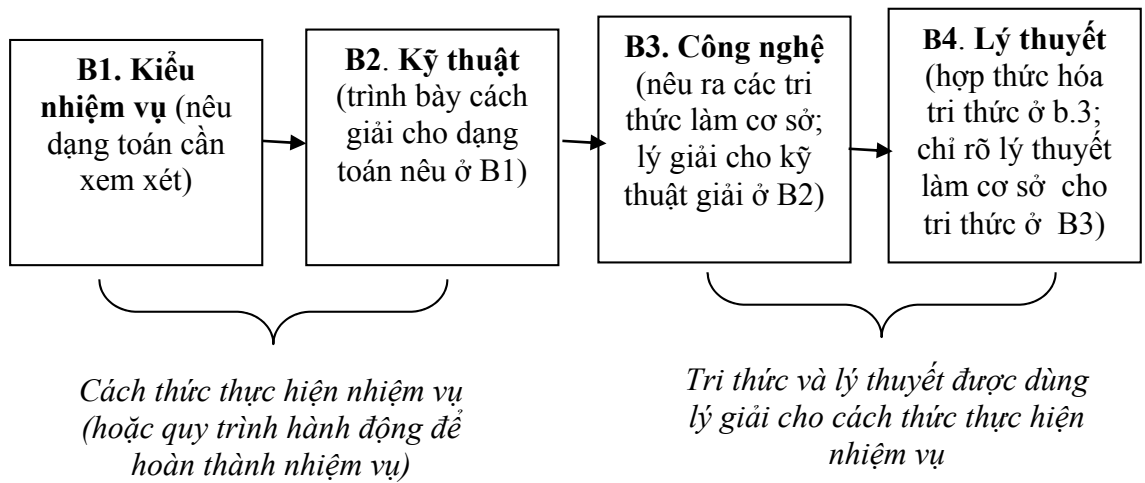 B1. Kiểu
nhiệm vụ (nêu
dạng toán cần
xem xét)
B2. Kỹ thuật
(trình bày cách
giải cho dạng
toán nêu ở B1)
B3. Công nghệ
(nêu ra các tri
thức làm cơ sở;
lý giải cho kỹ
thuật giải ở B2)
B4. Lý thuyết
(hợp thức hóa
tri thức ở b.3;
chỉ rõ lý thuyết
làm cơ sở cho
tri thức ở B3)
Cách thức thực hiện nhiệm vụ
(hoặc quy trình hành động để
hoàn thành nhiệm vụ)
Tri thức và lý thuyết được dùng
lý giải cho cách thức thực hiện
nhiệm vụ